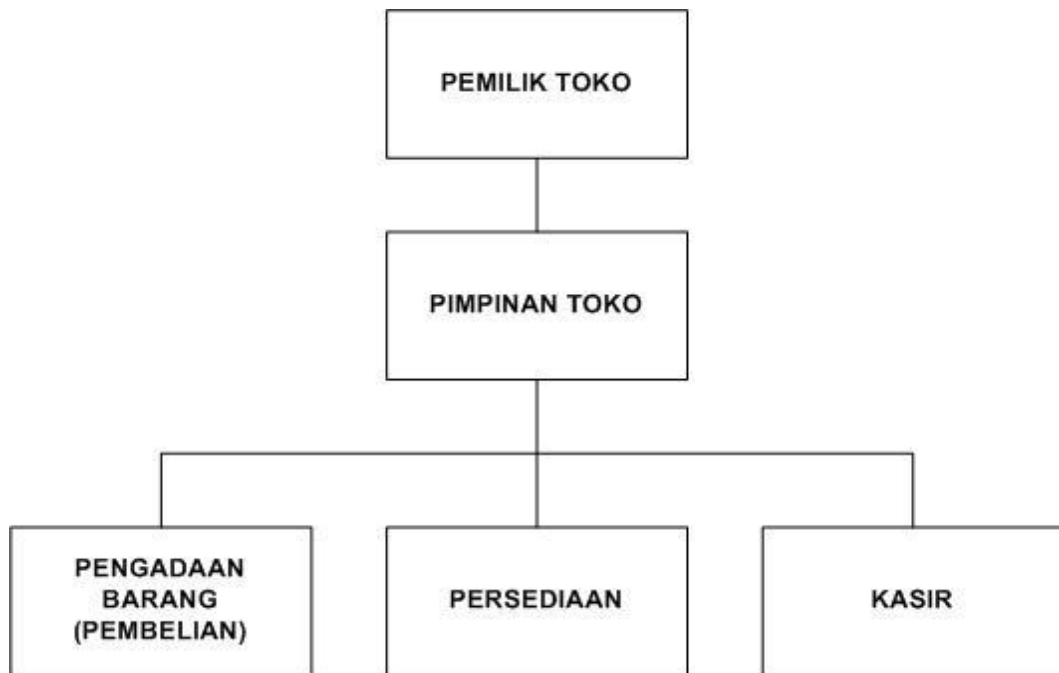 PEMILIK TOKO
PIMPINAN TOKO
PENGADAAN
BARANG
(PEMBELIAN)
PERSEDIAAN
KASIR